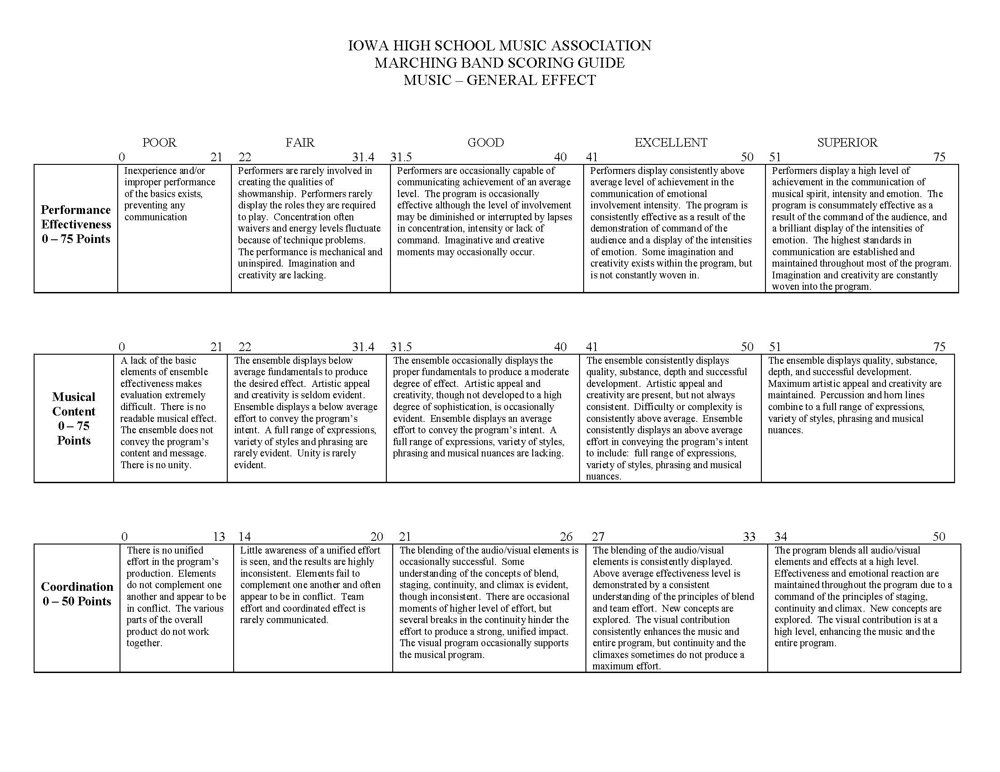 IOWA HIGH SCHOOL MUSIC ASSOCIATION
MARCHING BAND SCORING GUIDE
MUSIC – GENERAL EFFECT
POOR FAIR GOOD EXCELLENT SUPERIOR
0 21 22 31.4 31.5 40 41 50 51 75
Performance
Effectiveness
0 – 75 Points
Inexperience and/or
improper performance
of the basics exists,
preventing any
communication
Performers are rarely involved in
creating the qualities of
showmanship. Performers rarely
display the roles they are required
to play. Concentration often
waivers and energy levels fluctuate
because of technique problems.
The performance is mechanical and
uninspired. Imagination and
creativity are lacking.
Performers are occasionally capable of
communicating achievement of an average
level. The program is occasionally
effective although the level of involvement
may be diminished or interrupted by lapses
in concentration, intensity or lack of
command. Imaginative and creative
moments may occasionally occur.
Performers display consistently above
average level of achievement in the
communication of emotional
involvement intensity. The program is
consistently effective as a result of the
demonstration of command of the
audience and a display of the intensities
of emotion. Some imagination and
creativity exists within the program, but
is not constantly woven in.
Performers display a high level of
achievement in the communication of
musical spirit, intensity and emotion. The
program is consummately effective as a
result of the command of the audience, and
a brilliant display of the intensities of
emotion. The highest standards in
communication are established and
maintained throughout most of the program.
Imagination and creativity are constantly
woven into the program.
0 21 22 31.4 31.5 40 41 50 51 75
Musical
Content
0 – 75
Points
A lack of the basic
elements of ensemble
effectiveness makes
evaluation extremely
difficult. There is no
readable musical effect.
The ensemble does not
convey the program’s
content and message.
There is no unity.
The ensemble displays below
average fundamentals to produce
the desired effect. Artistic appeal
and creativity is seldom evident.
Ensemble displays a below average
effort to convey the program’s
intent. A full range of expressions,
variety of styles and phrasing are
rarely evident. Unity is rarely
evident.
The ensemble occasionally displays the
proper fundamentals to produce a moderate
degree of effect. Artistic appeal and
creativity, though not developed to a high
degree of sophistication, is occasionally
evident. Ensemble displays an average
effort to convey the program’s intent. A
full range of expressions, variety of styles,
phrasing and musical nuances are lacking.
The ensemble consistently displays
quality, substance, depth and successful
development. Artistic appeal and
creativity are present, but not always
consistent. Difficulty or complexity is
consistently above average. Ensemble
consistently displays an above average
effort in conveying the program’s intent
to include: full range of expressions,
variety of styles, phrasing and musical
nuances.
The ensemble displays quality, substance,
depth, and successful development.
Maximum artistic appeal and creativity are
maintained. Percussion and horn lines
combine to a full range of expressions,
variety of styles, phrasing and musical
nuances.
0 13 14 20 21 26 27 33 34 50
Coordination
0 – 50 Points
There is no unified
effort in the program’s
production. Elements
do not complement one
another and appear to be
in conflict. The various
parts of the overall
product do not work
together.
Little awareness of a unified effort
is seen, and the results are highly
inconsistent. Elements fail to
complement one another and often
appear to be in conflict. Team
effort and coordinated effect is
rarely communicated.
The blending of the audio/visual elements is
occasionally successful. Some
understanding of the concepts of blend,
staging, continuity, and climax is evident,
though inconsistent. There are occasional
moments of higher level of effort, but
several breaks in the continuity hinder the
effort to produce a strong, unified impact.
The visual program occasionally supports
the musical program.
The blending of the audio/visual
elements is consistently displayed.
Above average effectiveness level is
demonstrated by a consistent
understanding of the principles of blend
and team effort. New concepts are
explored. The visual contribution
consistently enhances the music and
entire program, but continuity and the
climaxes sometimes do not produce a
maximum effort.
The program blends all audio/visual
elements and effects at a high level.
Effectiveness and emotional reaction are
maintained throughout the program due to a
command of the principles of staging,
continuity and climax. New concepts are
explored. The visual contribution is at a
high level, enhancing the music and the
entire program.